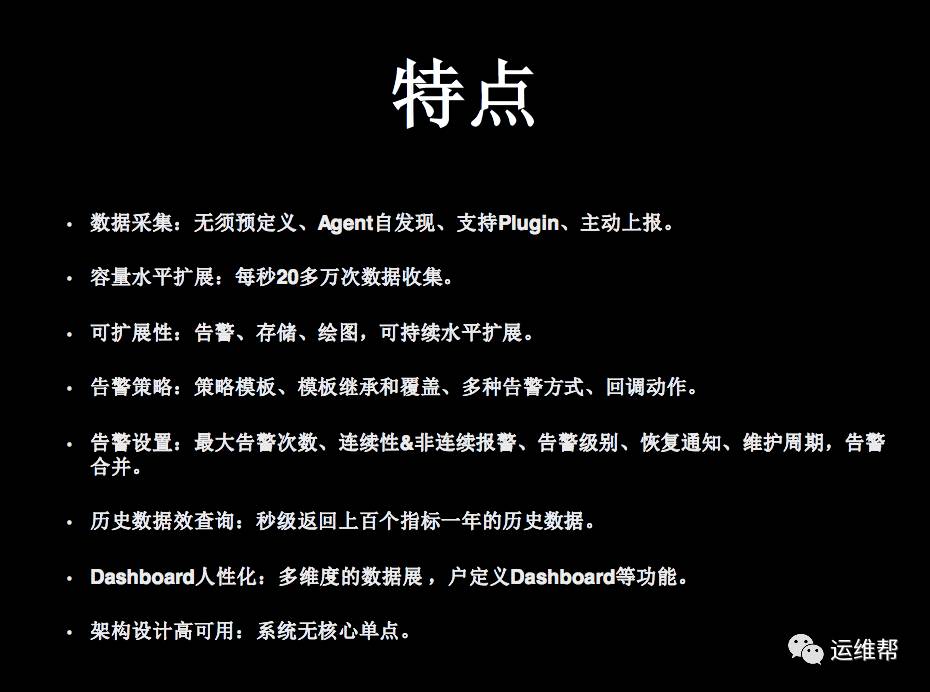 特点
• 数据采集：无须预定义、Agent自发现、支持Plugin、主动上报。
• 容量水平扩展：每秒20多万次数据收集。
• 可扩展性：告警、存储、绘图，可持续水平扩展。
• 告警策略：策略模板、模板继承和覆盖、多种告警方式、回调动作。
• 告警设置：最大告警次数、连续性&非连续报警、告警级别、恢复通知、维护周期，告警
合并。
• 历史数据效查询：秒级返回上百个指标一年的历史数据。
• Dashboard人性化：多维度的数据展 ，户定义Dashboard等功能。
• 架构设计高可用：系统无核心单点。
运维帮